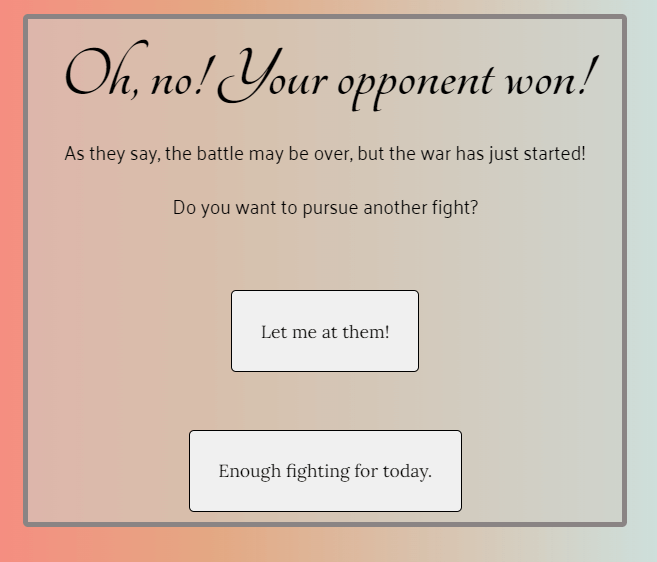 Oh, no! Your opponent won!
As they say, the battle may be over, but the war has just started!
Do you want to pursue another fight?
Let me at them!
Enough fighting for today.